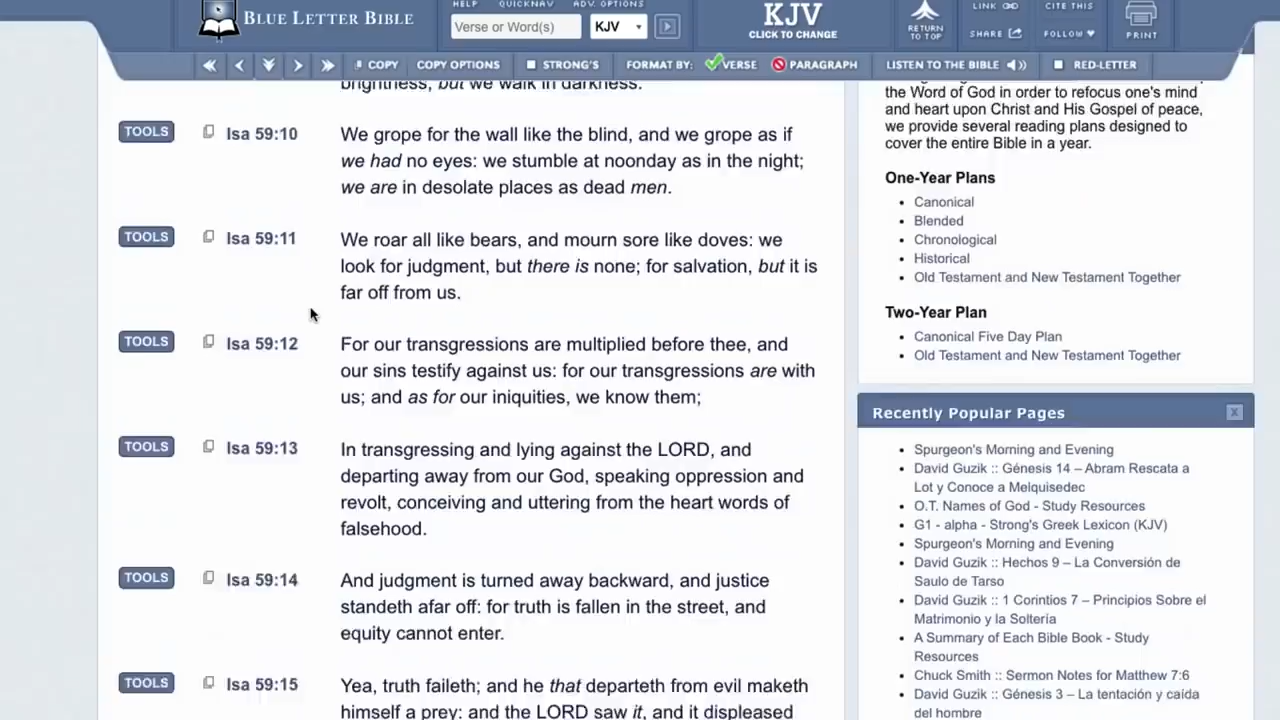 BLUE LETTER BIBLE
HELP QUICKNAV ADV. OPTIONS
Verse or Word(s) KJV
KJV
CLICK TO CHANGE
RETURN
TO TOP
LINK
SHARE
CITE THIS
FOLLOW
PRINT
COPY COPY OPTIONS STRONG'S FORMAT BY: VERSE PARAGRAPH LISTEN TO THE BIBLE RED-LETTER
brightness, but we walk in darkness.
TOOLS Isa 59:10 We grope for the wall like the blind, and we grope as if
we had no eyes: we stumble at noonday as in the night;
we are in desolate places as dead men.
TOOLS Isa 59:11 We roar all like bears, and mourn sore like doves: we
look for judgment, but there is none; for salvation, but it is
far off from us.
TOOLS Isa 59:12 For our transgressions are multiplied before thee, and
our sins testify against us: for our transgressions are with
us; and as for our iniquities, we know them;
TOOLS Isa 59:13 In transgressing and lying against the LORD, and
departing away from our God, speaking oppression and
revolt, conceiving and uttering from the heart words of
falsehood.
TOOLS Isa 59:14 And judgment is turned away backward, and justice
standeth afar off: for truth is fallen in the street, and
equity cannot enter.
TOOLS Isa 59:15 Yea, truth faileth; and he that departeth from evil maketh
himself a prey: and the LORD saw it, and it displeased
the Word of God in order to refocus one's mind
and heart upon Christ and His Gospel of peace,
we provide several reading plans designed to
cover the entire Bible in a year.
One-Year Plans
Canonical
Blended
Chronological
Historical
Old Testament and New Testament Together
Two-Year Plan
Canonical Five Day Plan
Old Testament and New Testament Together
Recently Popular Pages x
Spurgeon's Morning and Evening
David Guzik :: Génesis 14 – Abram Rescata a
Lot y Conoce a Melquisedec
O.T. Names of God - Study Resources
G1 - alpha - Strong's Greek Lexicon (KJV)
Spurgeon's Morning and Evening
David Guzik :: Hechos 9 – La Conversión de
Saulo de Tarso
David Guzik :: 1 Corintios 7 – Principios Sobre el
Matrimonio y la Soltería
A Summary of Each Bible Book - Study
Resources
Chuck Smith :: Sermon Notes for Matthew 7:6
David Guzik :: Génesis 3 – La tentación y caída
del hombre